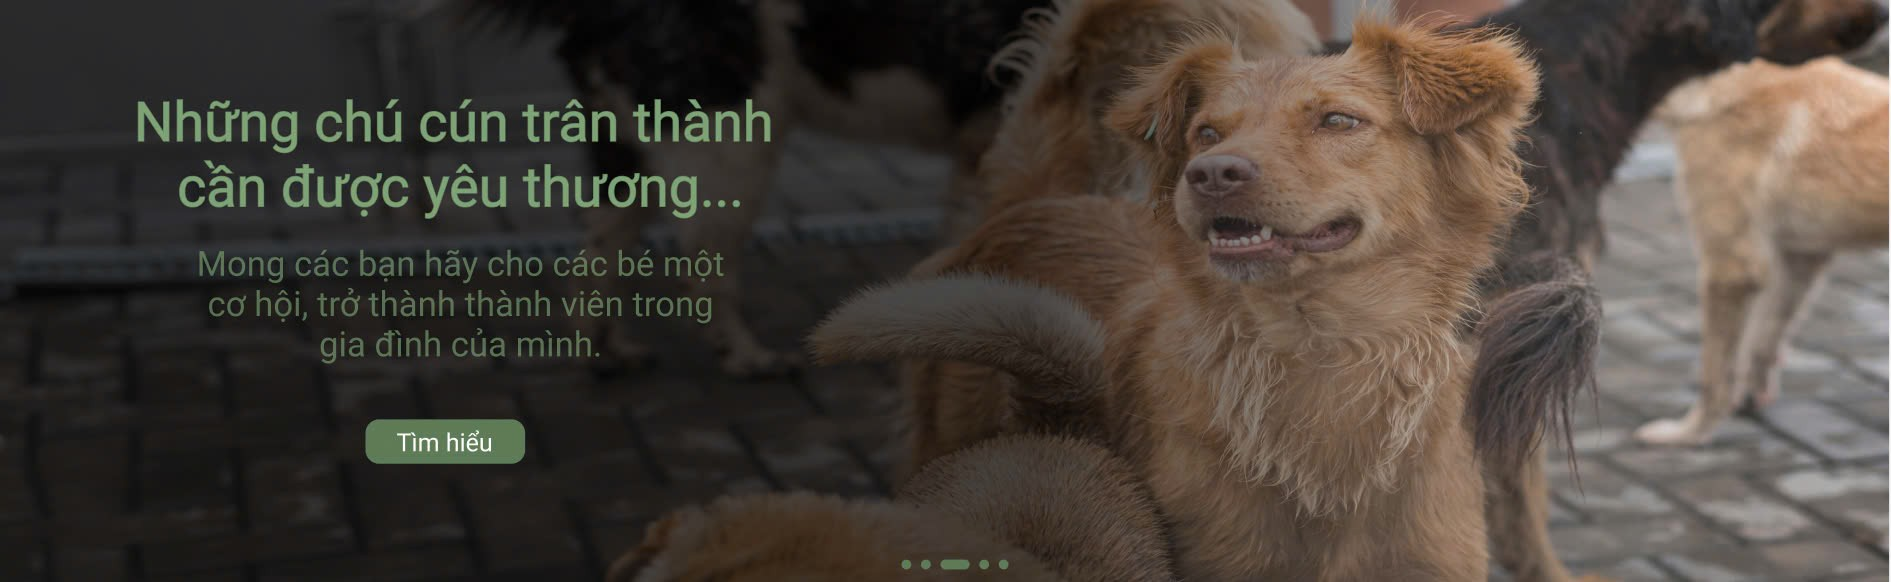 Những chú cún trân thành
cần được yêu thương...
Mong các bạn hãy cho các bé một
cơ hội, trở thành thành viên trong
gia đình của mình.
Tìm hiểu